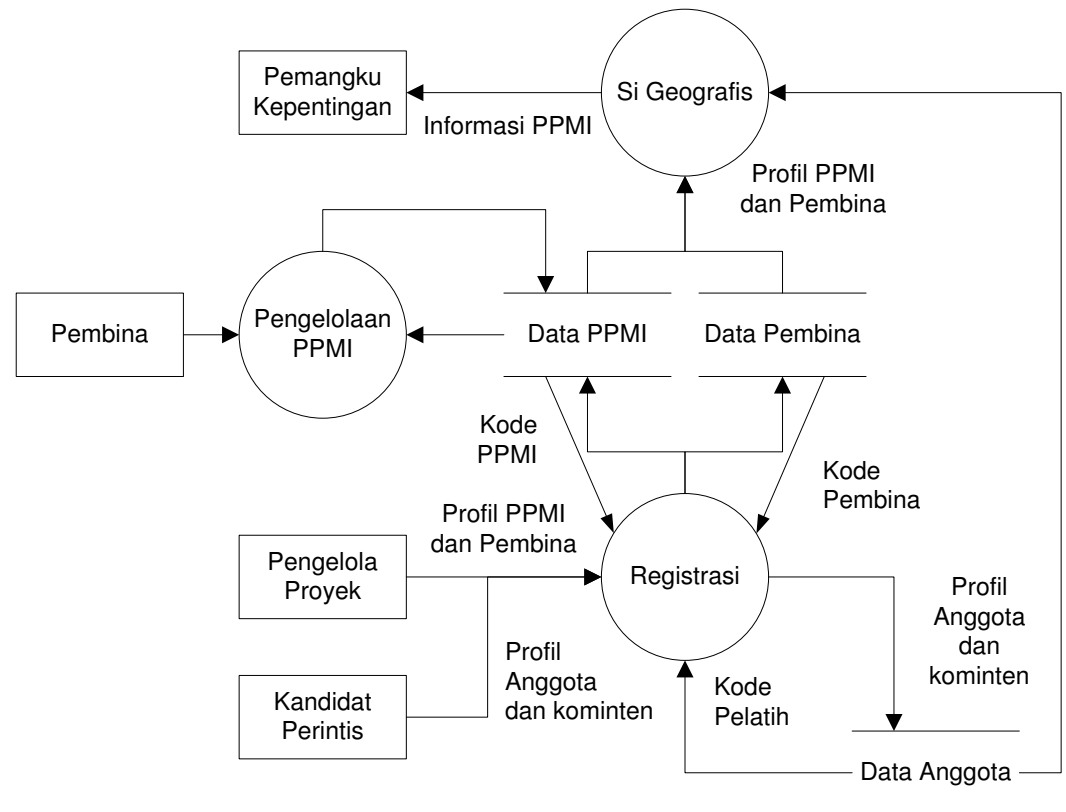 Pemangku
Kepentingan
Si Geografis
Informasi PPMI
Profil PPMI
dan Pembina
Pembina
Pengelolaan
PPMI
Data PPMI
Data Pembina
Kode
PPMI
Kode
Pembina
Profil PPMI
dan Pembina
Pengelola
Proyek
Registrasi
Profil
Anggota
dan
kominten
Profil
Anggota
dan kominten
Kandidat
Perintis
Kode
Pelatih
Data Anggota